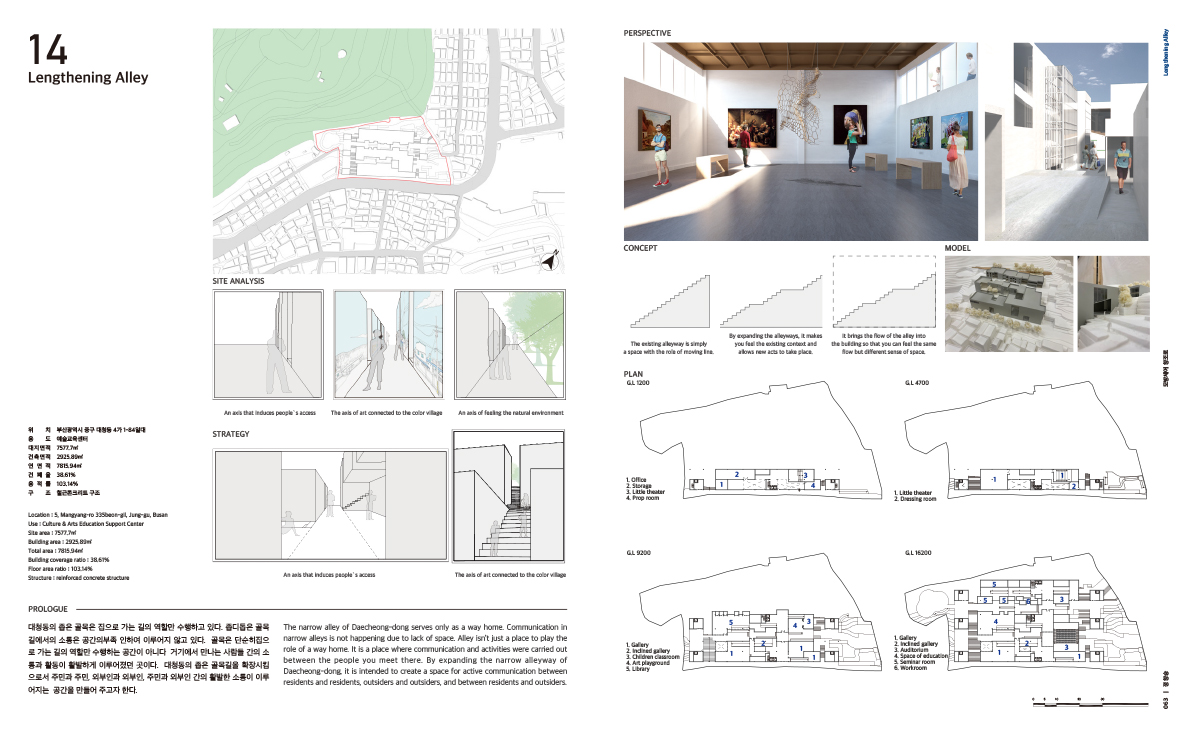 14
Lengthening Alley
SITE ANALYSIS
An axis that induces people`s access
The axis of art connected to the color village
An axis of feeling the natural environment
STRATEGY
An axis that induces people`s access
The axis of art connected to the color village
위 치 부산광역시 중구 대청동 4가 1-84일대
용 도 예술교육센터
대지면적 7577.7㎡
건축면적 2925.89㎡
연 면 적 7815.94㎡
건 폐 율 38.61%
용 적 률 103.14%
구 조 철근콘크리트 구조
Location : 5, Mangyang-ro 335beon-gil, Jung-gu, Busan
Use : Culture & Arts Education Support Center
Site area : 7577.7㎡
Building area : 2925.89㎡
Total area : 7815.94㎡
Building coverage ratio : 38.61%
Floor area ratio : 103.14%
Structure : reinforced concrete structure
PROLOGUE
대청동의 좁은 골목은 집으로 가는 길의 역할만 수행하고 있다. 좁디좁은 골목
길에서의 소통은 공간의부족 인하여 이루어지 않고 있다. 골목은 단순히집으
로 가는 길의 역할만 수행하는 공간이 아니다 거기에서 만나는 사람들 간의 소
통과 활동이 활발하게 이루어졌던 곳이다. 대청동의 좁은 골목길을 확장시킴
으로서 주민과 주민, 외부인과 외부인, 주민과 외부인 간의 활발한 소통이 이루
어지는 공간을 만들어 주고자 한다.
The narrow alley of Daecheong-dong serves only as a way home. Communication in
narrow alleys is not happening due to lack of space. Alley isn't just a place to play the
role of a way home. It is a place where communication and activities were carried out
between the people you meet there. By expanding the narrow alleyway of
Daecheong-dong, it is intended to create a space for active communication between
residents and residents, outsiders and outsiders, and between residents and outsiders.
PERSPECTIVE
CONCEPT
The existing alleyway is simply
a space with the role of moving line.
By expanding the alleyways, it makes
you feel the existing context and
allows new acts to take place.
It brings the flow of the alley into
the building so that you can feel the same
flow but different sense of space.
MODEL
PLAN
G.L 1200
1. Office
2. Storage
3. Little theater
4. Prop room
1
2
3
4
G.L 4700
1. Little theater
2. Dressing room
1
1
2
G.L 9200
1. Gallery
2. Inclined gallery
3. Children classroom
4. Art playground
5. Library
5
4
3
1
2
1
1
G.L 16200
1. Gallery
2. Inclined gallery
3. Auditorium
4. Space of education
5. Seminar room
6. Workroom
5
5
5
6
3
4
1
2
3
1
Lengthening Alley
063 |